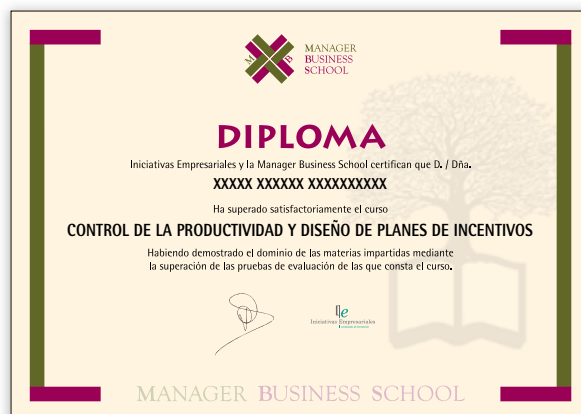 M B
MANAGER
BUSINESS
SCHOOL
DIPLOMA
Iniciativas Empresariales y la Manager Business School certifican que D. / Dña.
XXXXX XXXXXX XXXXXXXXXX
Ha superado satisfactoriamente el curso
CONTROL DE LA PRODUCTIVIDAD Y DISEÑO DE PLANES DE INCENTIVOS
Habiendo demostrado el dominio de las materias impartidas mediante
la superación de las pruebas de evaluación de las que consta el curso.
Ile
Iniciativas Empresariales
MANAGER BUSINESS SCHOOL